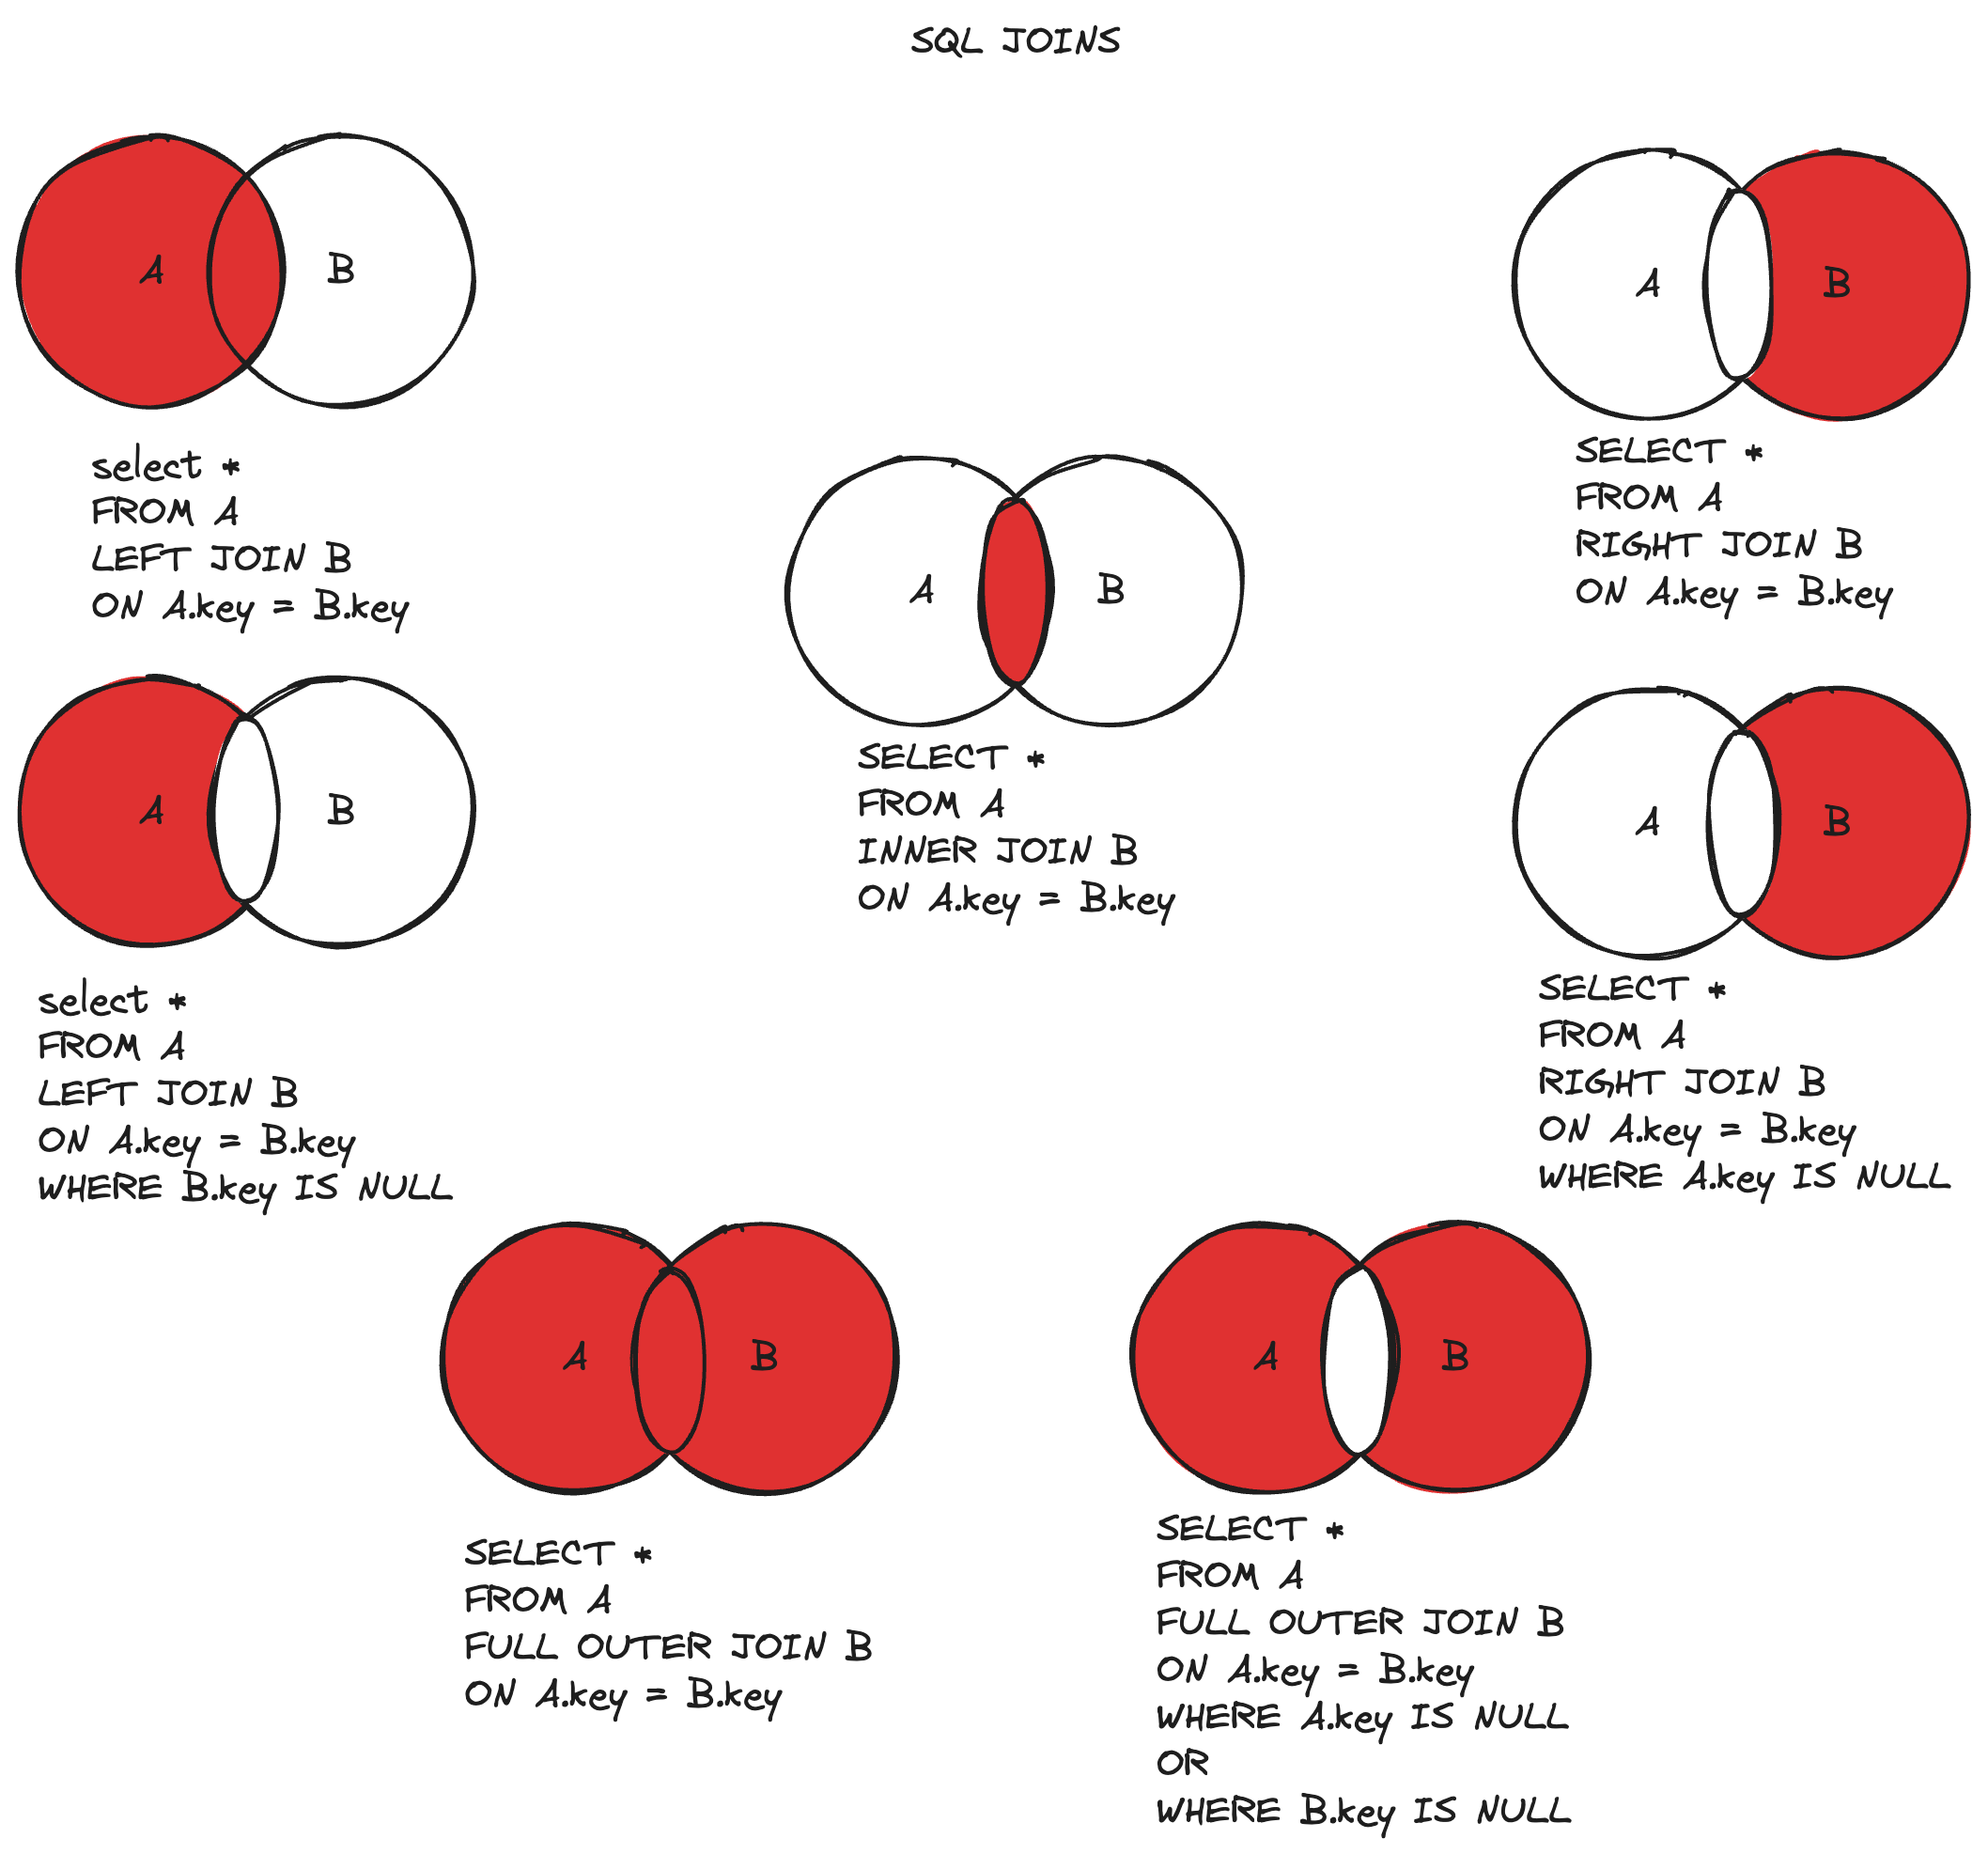 SQL JOINS
A
B
select *
FROM A
LEFT JOIN B
ON A.key = B.key
A
B
SELECT *
FROM A
RIGHT JOIN B
ON A.key = B.key
A
B
SELECT *
FROM A
INNER JOIN B
ON A.key = B.key
A
B
select *
FROM A
LEFT JOIN B
ON A.key = B.key
WHERE B.key IS NULL
A
B
SELECT *
FROM A
RIGHT JOIN B
ON A.key = B.key
WHERE A.key IS NULL
A
B
SELECT *
FROM A
FULL OUTER JOIN B
ON A.key = B.key
A
B
SELECT *
FROM A
FULL OUTER JOIN B
ON A.key = B.key
WHERE A.key IS NULL
OR
WHERE B.key IS NULL